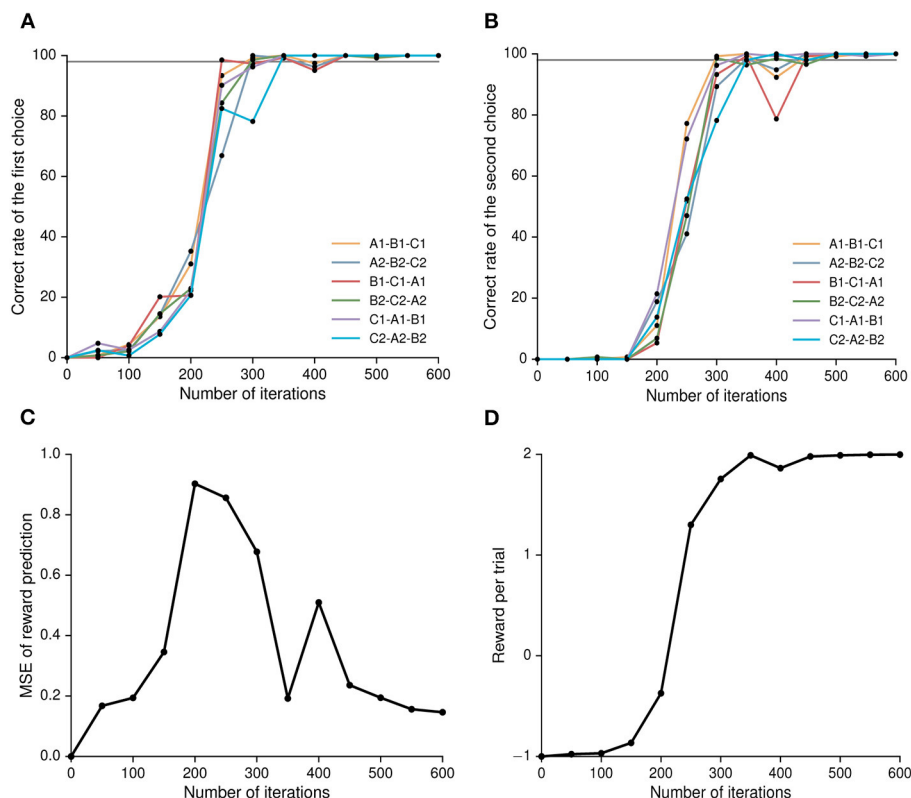 A
Correct rate of the first choice
100
80
60
40
20
0
0
100
200
300
400
500
600
Number of iterations
A1-B1-C1
A2-B2-C2
B1-C1-A1
B2-C2-A2
C1-A1-B1
C2-A2-B2
B
Correct rate of the second choice
100
80
60
40
20
0
0
100
200
300
400
500
600
Number of iterations
A1-B1-C1
A2-B2-C2
B1-C1-A1
B2-C2-A2
C1-A1-B1
C2-A2-B2
C
MSE of reward prediction
1.0
0.8
0.6
0.4
0.2
0.0
0
100
200
300
400
500
600
Number of iterations
D
Reward per trial
2
1
0
−1
0
100
200
300
400
500
600
Number of iterations